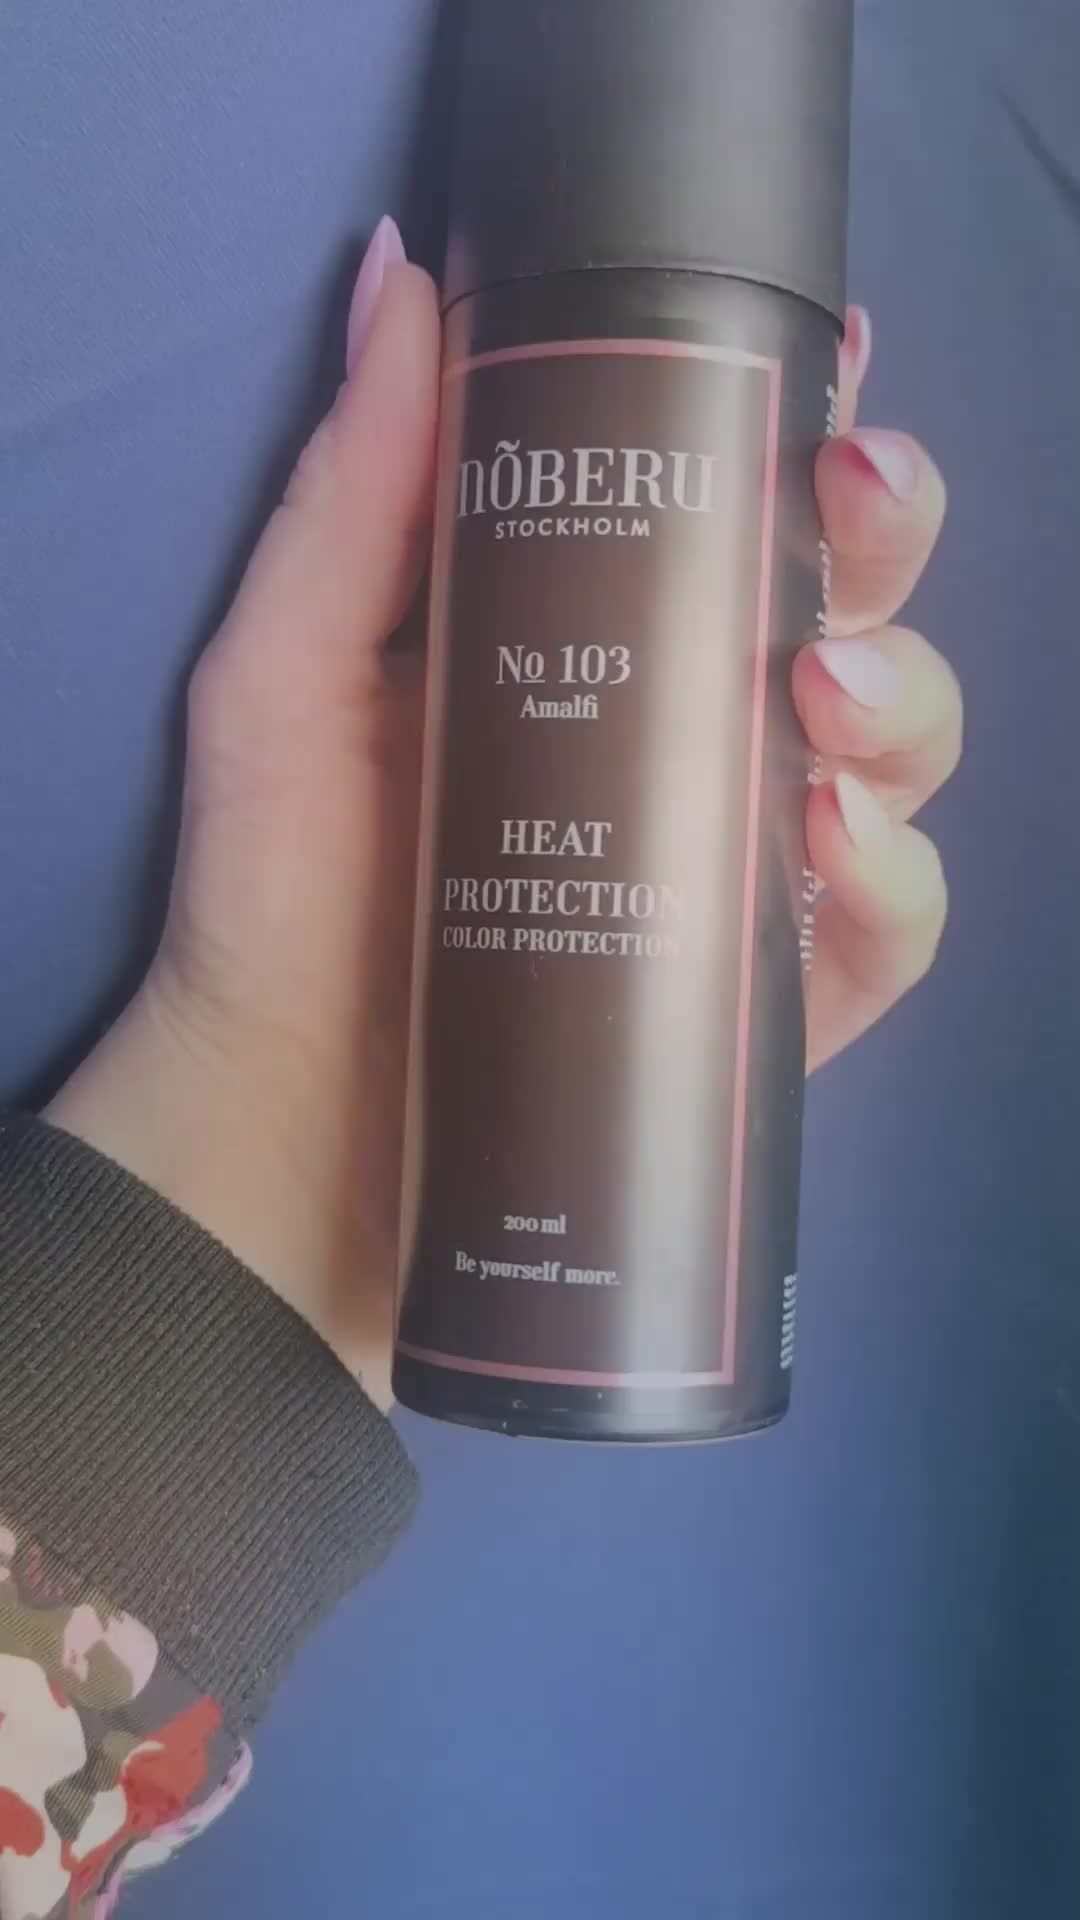 nõBERU
STOCKHOLM
№ 103
Amalfi
HEAT
PROTECTION
COLOR PROTECTION
200 ml
Be yourself more.